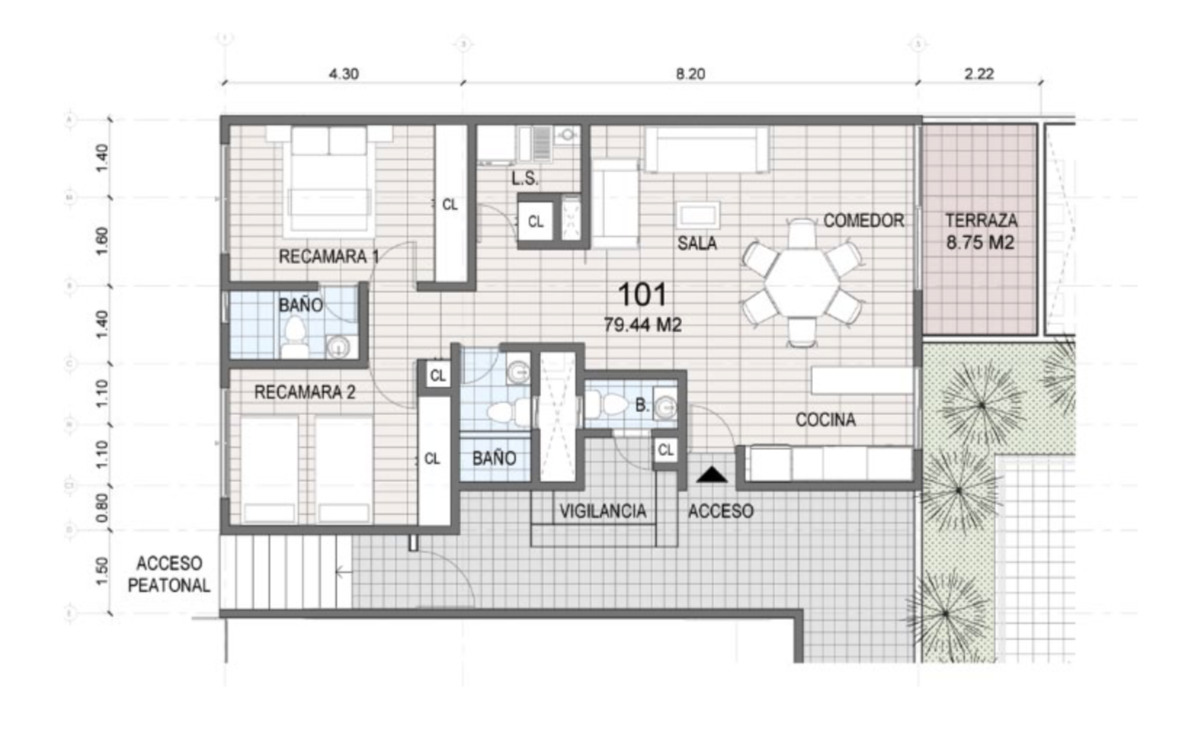 4.30
8.20
2.22
1.40
1.60
1.40
1.10
1.10
0.80
1.50
L.S.
CL
CL
RECAMARA 1
SALA
COMEDOR
TERRAZA
8.75 M2
101
79.44 M2
BAÑO
CL
RECAMARA 2
B.
COCINA
CL
BAÑO
CL
VIGILANCIA
ACCESO
ACCESO
PEATONAL